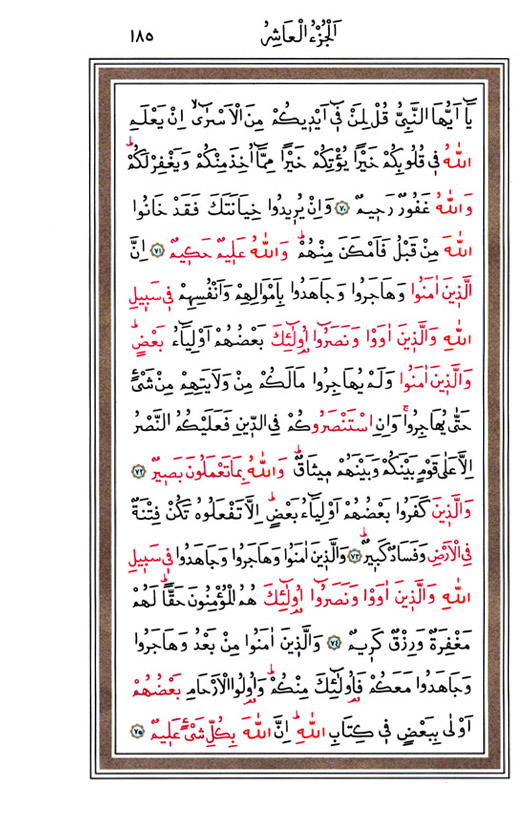 اَلْجُزْءُ الْعَاشِرُ ١٨٥
يَٓا اَيُّهَا النَّبِيُّ قُلْ لِمَنْ فٓي اَيْدٖيكُمْ مِنَ الْاَسْرٰىۙ اِنْ يَعْلَمِ
اللّٰهُ فٖي قُلُوبِكُمْ خَيْرًا يُؤْتِكُمْ خَيْرًا مِمَّٓا اُخِذَ مِنْكُمْ وَيَغْفِرْلَكُمْۜ
وَاللّٰهُ غَفُورٌ رَحٖيمٌ ﴿٧٠﴾ وَاِنْ يُرٖيدُوا خِيَانَتَكَ فَقَدْ خَانُوا
اللّٰهَ مِنْ قَبْلُ فَاَمْكَنَ مِنْهُمْۜ وَاللّٰهُ عَلٖيمٌ حَكٖيمٌ ﴿٧١﴾ اِنَّ
الَّذٖينَ اٰمَنُوا وَهَاجَرُوا وَجَاهَدُوا بِاَمْوَالِهِمْ وَاَنْفُسِهِمْ فٖي سَبٖيلِ
اللّٰهِ وَالَّذٖينَ اٰوَوْا وَنَصَرُٓوا اُو۬لٰٓئِكَ بَعْضُهُمْ اَوْلِيَٓاءُ بَعْضٍۜ
وَالَّذٖينَ اٰمَنُوا وَلَمْ يُهَاجِرُوا مَالَكُمْ مِنْ وَلَايَتِهِمْ مِنْ شَيْءٍ
حَتّٰى يُهَاجِرُواۚ وَاِنِ اسْتَنْصَرُوكُمْ فِي الدّٖينِ فَعَلَيْكُمُ النَّصْرُ
اِلَّا عَلٰى قَوْمٍ بَيْنَكُمْ وَبَيْنَهُمْ مٖيثَاقٌۜ وَاللّٰهُ بِمَا تَعْمَلُونَ بَصٖيرٌ ﴿٧٢﴾
وَالَّذٖينَ كَفَرُوا بَعْضُهُمْ اَوْلِيَٓاءُ بَعْضٍۜ اِلَّا تَفْعَلُوهُ تَكُنْ فِتْنَةٌ
فِي الْاَرْضِ وَفَسَادٌ كَبٖيرٌۜ ﴿٧٣﴾ وَالَّذٖينَ اٰمَنُوا وَهَاجَرُوا وَجَاهَدُوا فٖي سَبٖيلِ
اللّٰهِ وَالَّذٖينَ اٰوَوْا وَنَصَرُٓوا اُو۬لٰٓئِكَ هُمُ الْمُؤْمِنُونَ حَقًّاۜ لَهُمْ
مَغْفِرَةٌ وَرِزْقٌ كَرٖيمٌ ﴿٧٤﴾ وَالَّذٖينَ اٰمَنُوا مِنْ بَعْدُ وَهَاجَرُوا
وَجَاهَدُوا مَعَكُمْ فَاُو۬لٰٓئِكَ مِنْكُمْۜ وَاُو۬لُوا الْاَرْحَامِ بَعْضُهُمْ
اَوْلٰى بِبَعْضٍ فٖي كِتَابِ اللّٰهِۜ اِنَّ اللّٰهَ بِكُلِّ شَيْءٍ عَلٖيمٌ ﴿٧٥﴾